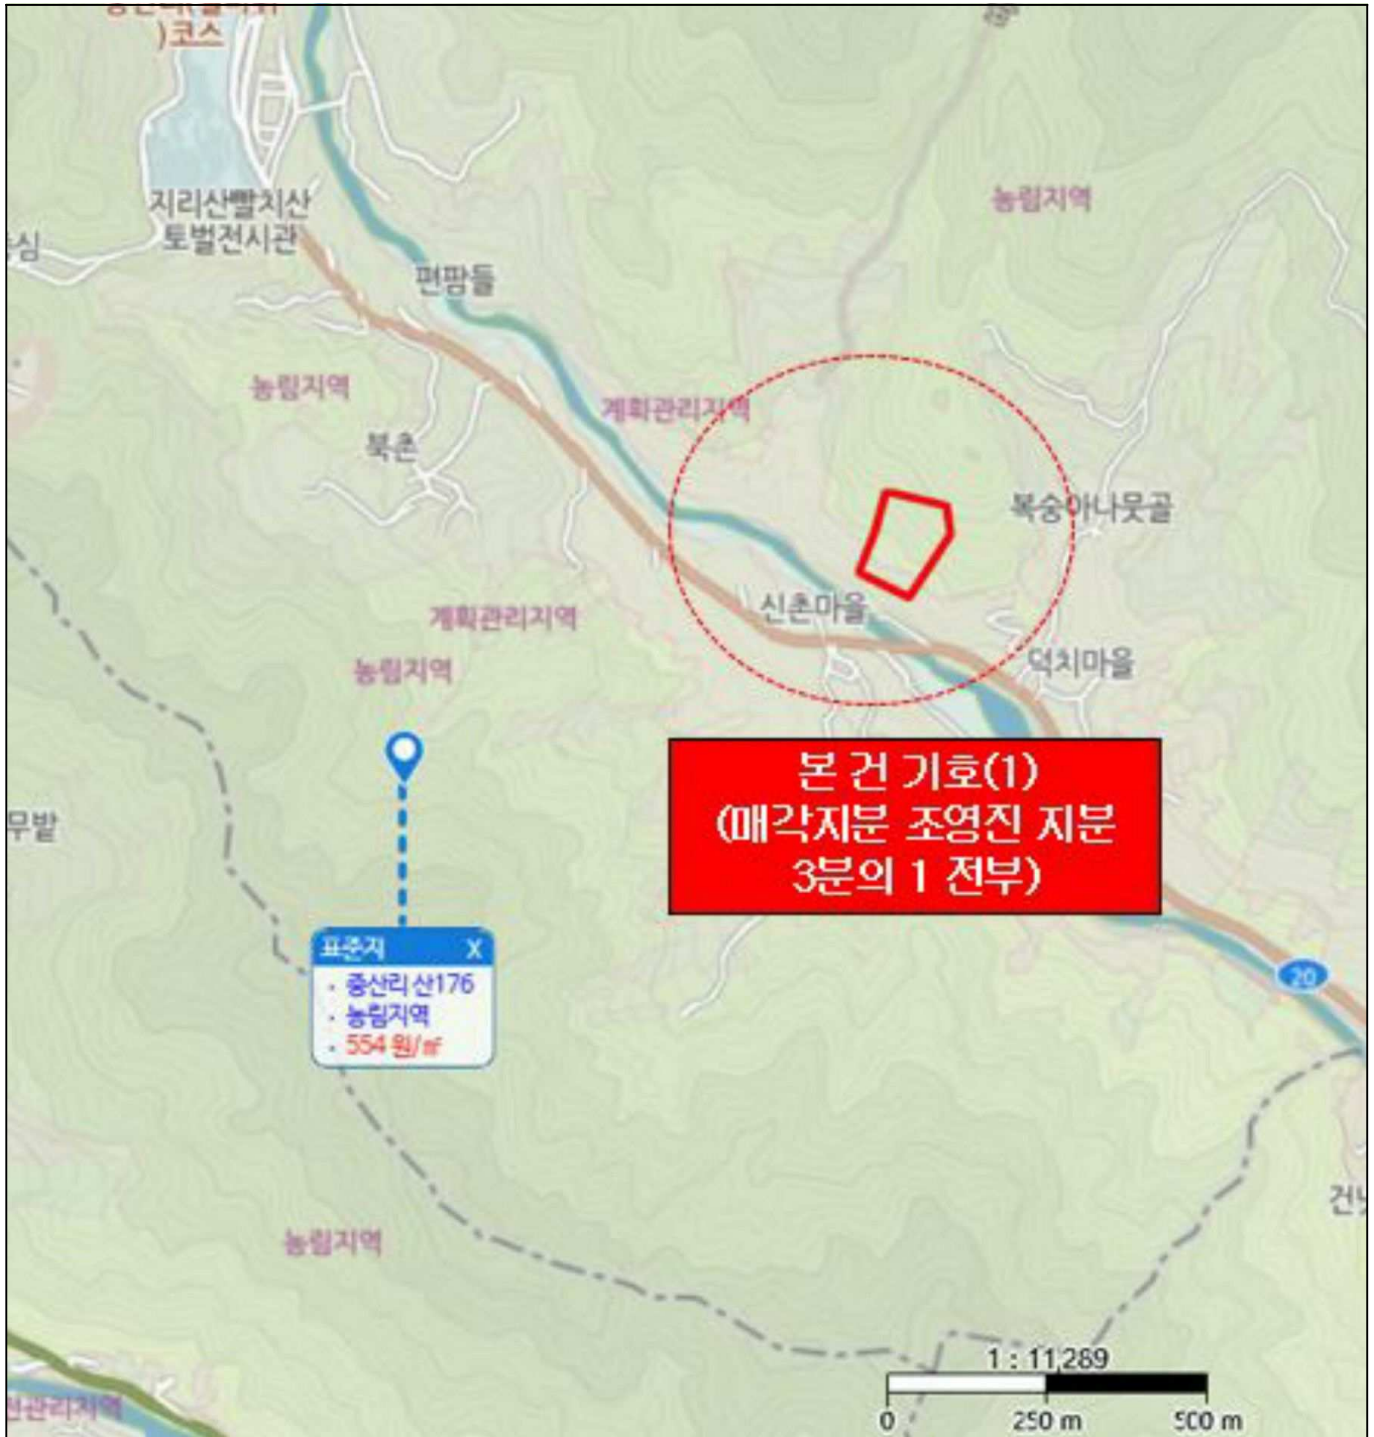 )코스
지리산빨치산
토벌전시관
편땀들
농림지역
농림지역
계획관리지역
북촌
복숭아나뭇골
신촌마을
계획관리지역
농림지역
덕치마을
본 건 기호(1)
(매각지분 조영진 지분
3분의 1 전부)
무밭
표준지 X
· 중산리 산176
· 농림지역
· 554 원/㎡
20
농림지역
1 : 11,289
0 250 m 500 m